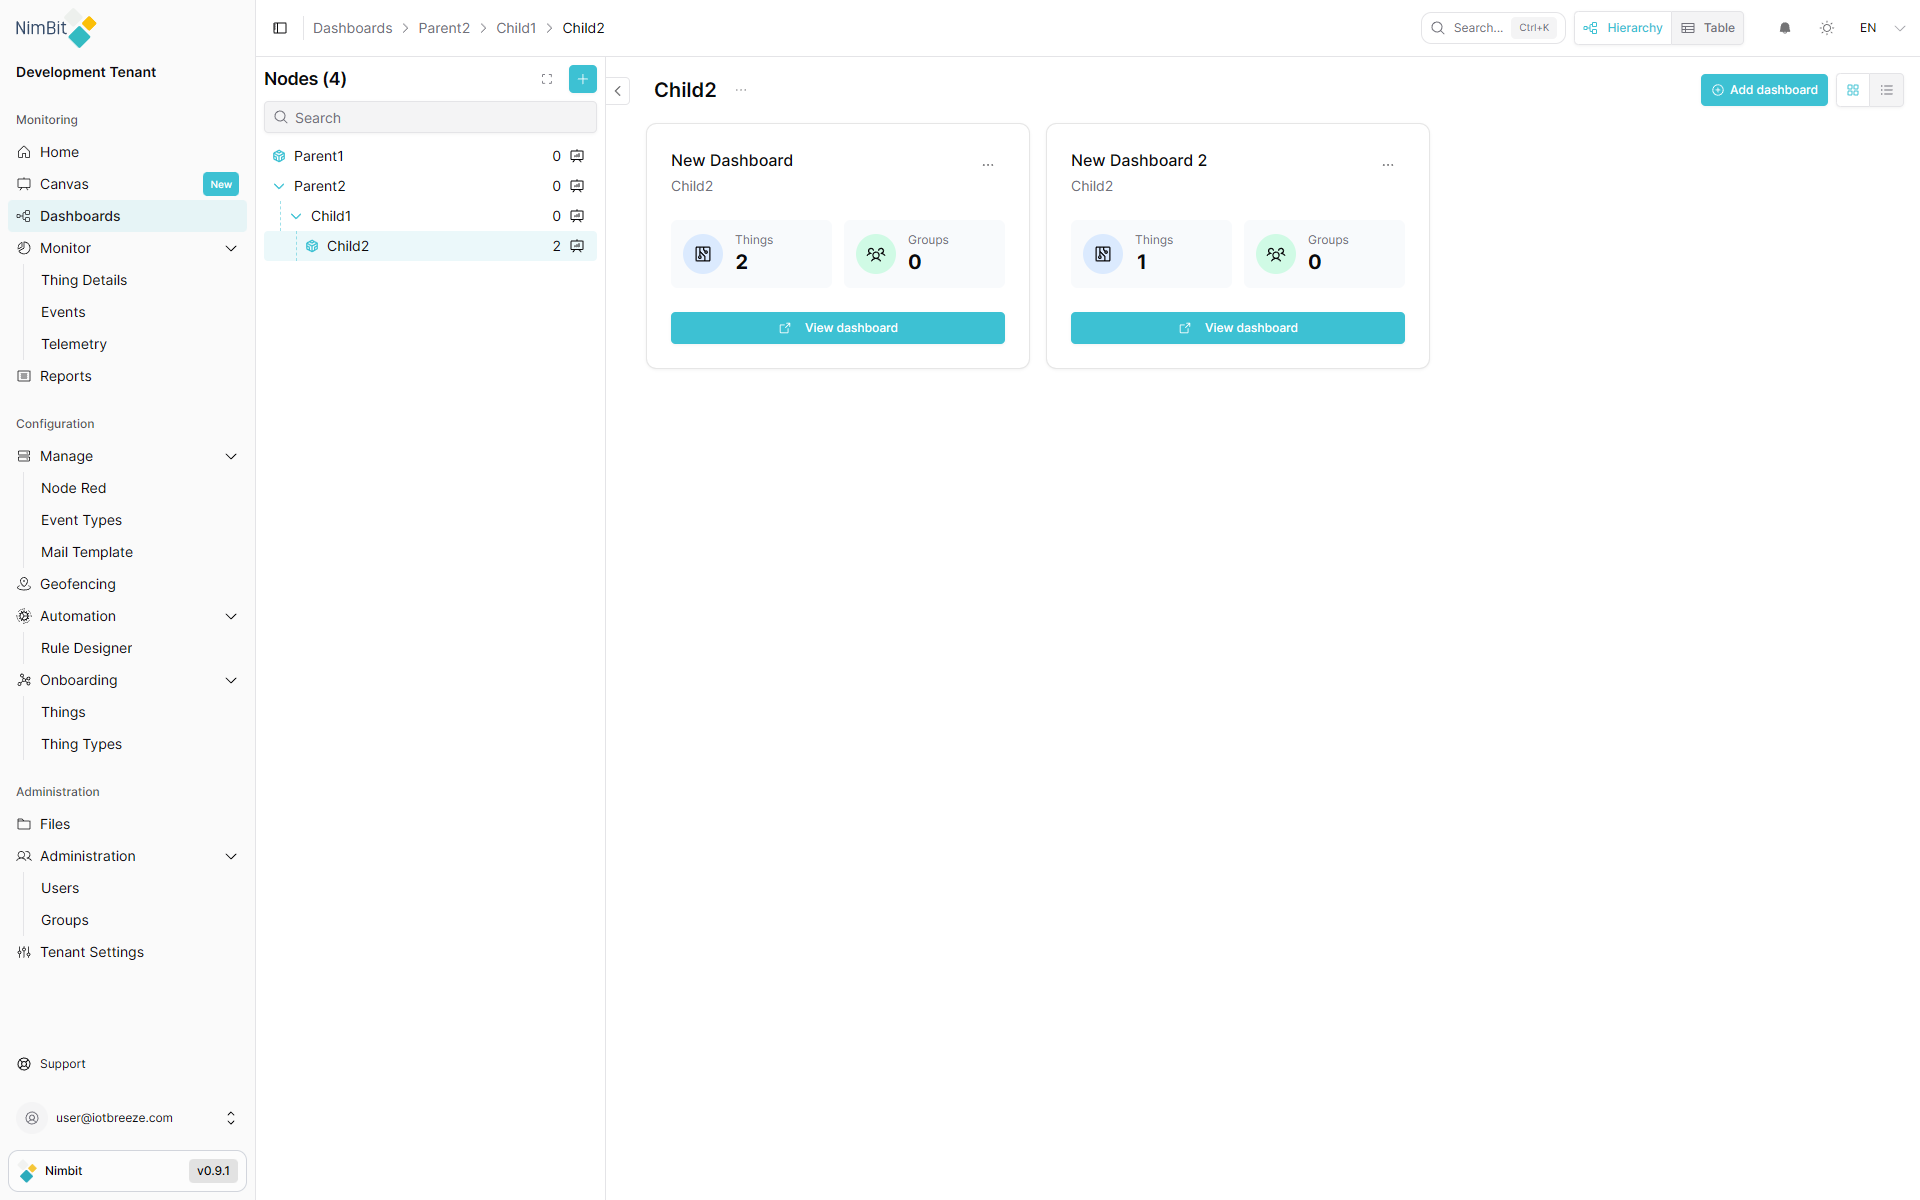 NimBit
Development Tenant
Monitoring
Home
Canvas New
Dashboards
Monitor
Thing Details
Events
Telemetry
Reports
Configuration
Manage
Node Red
Event Types
Mail Template
Geofencing
Automation
Rule Designer
Onboarding
Things
Thing Types
Administration
Files
Administration
Users
Groups
Tenant Settings
Support
user@iotbreeze.com
Nimbit v0.9.1
Dashboards > Parent2 > Child1 > Child2
Search... Ctrl+K
Hierarchy Table
EN
Nodes (4)
Search
Parent1 0
Parent2 0
Child1 0
Child2 2
Child2 ...
Add dashboard
New Dashboard ...
Child2
Things
2
Groups
0
View dashboard
New Dashboard 2 ...
Child2
Things
1
Groups
0
View dashboard